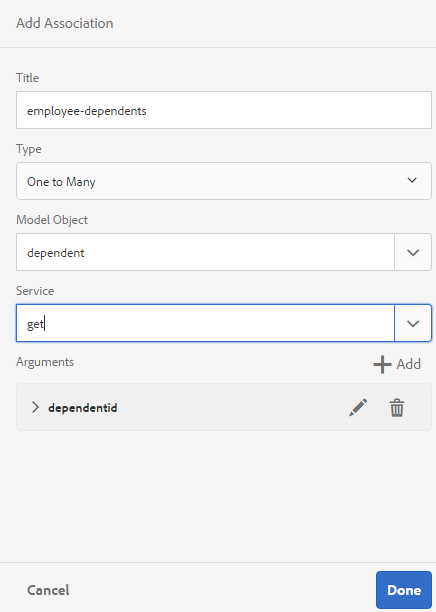 Add Association
Title
employee-dependents
Type
One to Many
Model Object
dependent
Service
get
Arguments
Add
dependentid
Cancel
Done